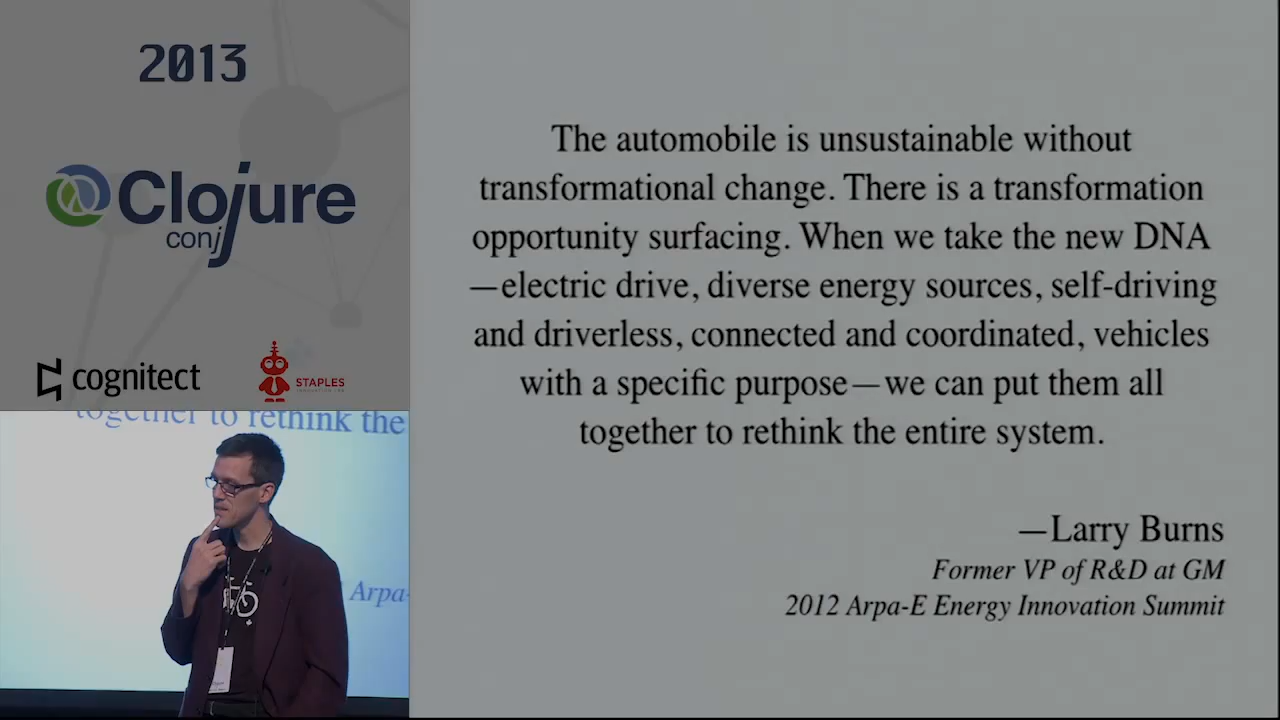 2013
Clojure
conj
cognitect
STAPLES
together to rethink the
Arpa-
The automobile is unsustainable without
transformational change. There is a transformation
opportunity surfacing. When we take the new DNA
—electric drive, diverse energy sources, self-driving
and driverless, connected and coordinated, vehicles
with a specific purpose—we can put them all
together to rethink the entire system.
—Larry Burns
Former VP of R&D at GM
2012 Arpa-E Energy Innovation Summit